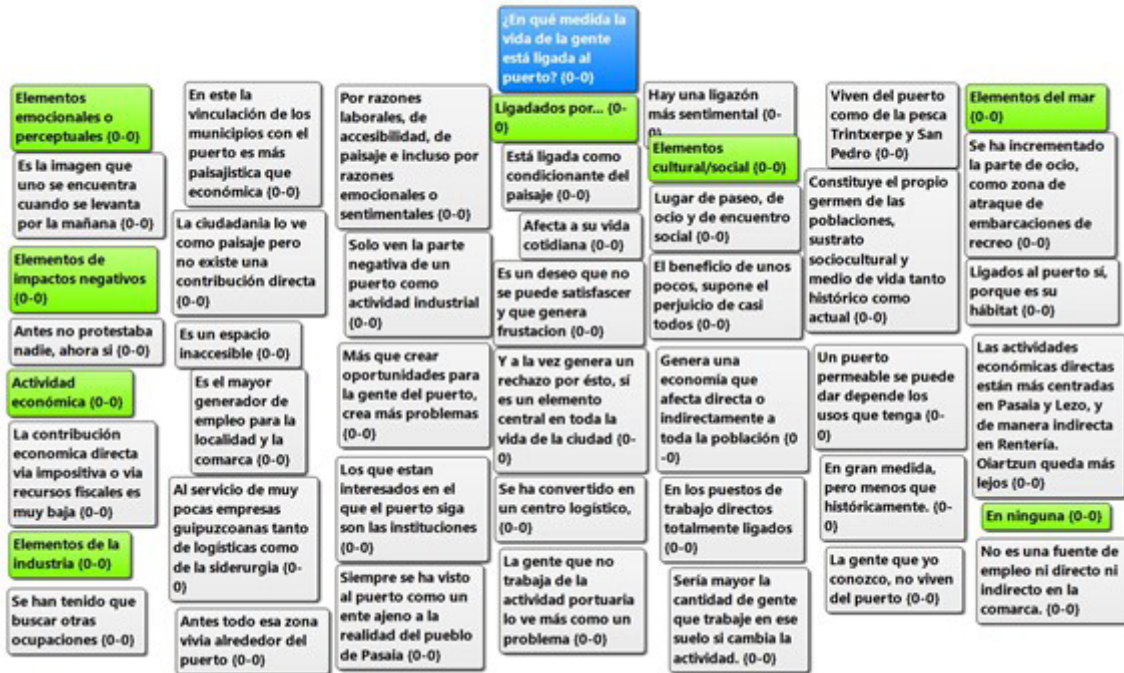 ¿En qué medida la
vida de la gente
está ligada al
puerto? {0-0}
Elementos
emocionales o
perceptuales {0-0}
Es la imagen que
uno se encuentra
cuando se levanta
por la mañana {0-0}
Elementos de
impactos negativos
{0-0}
Antes no protestaba
nadie, ahora si {0-0}
Actividad
económica {0-0}
La contribución
economica directa
via impositiva o via
recursos fiscales es
muy baja {0-0}
Elementos de la
industria {0-0}
Se han tenido que
buscar otras
ocupaciones {0-0}
En este la
vinculación de los
municipios con el
puerto es más
paisajistica que
económica {0-0}
La ciudadania lo ve
como paisaje pero
no existe una
contribución directa
{0-0}
Es un espacio
inaccesible {0-0}
Es el mayor
generador de
empleo para la
localidad y la
comarca {0-0}
Al servicio de muy
pocas empresas
guipuzcoanas tanto
de logísticas como
de la siderurgia {0-
0}
Antes todo esa zona
vivia alrededor del
puerto {0-0}
Por razones
laborales, de
accesibilidad, de
paisaje e incluso por
razones
emocionales o
sentimentales {0-0}
Solo ven la parte
negativa de un
puerto como
actividad industrial
{0-0}
Más que crear
oportunidades para
la gente del puerto,
crea más problemas
{0-0}
Los que estan
interesados en el
que el puerto siga
son las instituciones
{0-0}
Siempre se ha visto
al puerto como un
ente ajeno a la
realidad del pueblo
de Pasaia {0-0}
Ligadados por... {0-
0}
Está ligada como
condicionante del
paisaje {0-0}
Afecta a su vida
cotidiana {0-0}
Es un deseo que no
se puede satisfascer
y que genera
frustacion {0-0}
Y a la vez genera un
rechazo por ésto, sí
es un elemento
central en toda la
vida de la ciudad {0-
0}
Se ha convertido en
un centro logístico,
{0-0}
La gente que no
trabaja de la
actividad portuaria
lo ve más como un
problema {0-0}
Hay una ligazón
más sentimental {0-
0}
Elementos
cultural/social {0-0}
Lugar de paseo, de
ocio y de encuentro
social {0-0}
El beneficio de unos
pocos, supone el
perjuicio de casi
todos {0-0}
Genera una
economía que
afecta directa o
indirectamente a
toda la población {0
-0}
En los puestos de
trabajo directos
totalmente ligados
{0-0}
Sería mayor la
cantidad de gente
que trabaje en ese
suelo si cambia la
actividad. {0-0}
Viven del puerto
como de la pesca
Trintxerpe y San
Pedro {0-0}
Constituye el propio
germen de las
poblaciones,
sustrato
sociocultural y
medio de vida tanto
histórico como
actual {0-0}
Un puerto
permeable se puede
dar depende los
usos que tenga {0-
0}
En gran medida,
pero menos que
históricamente. {0-
0}
La gente que yo
conozco, no viven
del puerto {0-0}
Elementos del mar
{0-0}
Se ha incrementado
la parte de ocio,
como zona de
atraque de
embarcaciones de
recreo {0-0}
Ligados al puerto sí,
porque es su
hábitat {0-0}
Las actividades
económicas directas
están más centradas
en Pasaia y Lezo, y
de manera indirecta
en Rentería.
Oiartzun queda más
lejos {0-0}
En ninguna {0-0}
No es una fuente de
empleo ni directo ni
indirecto en la
comarca. {0-0}